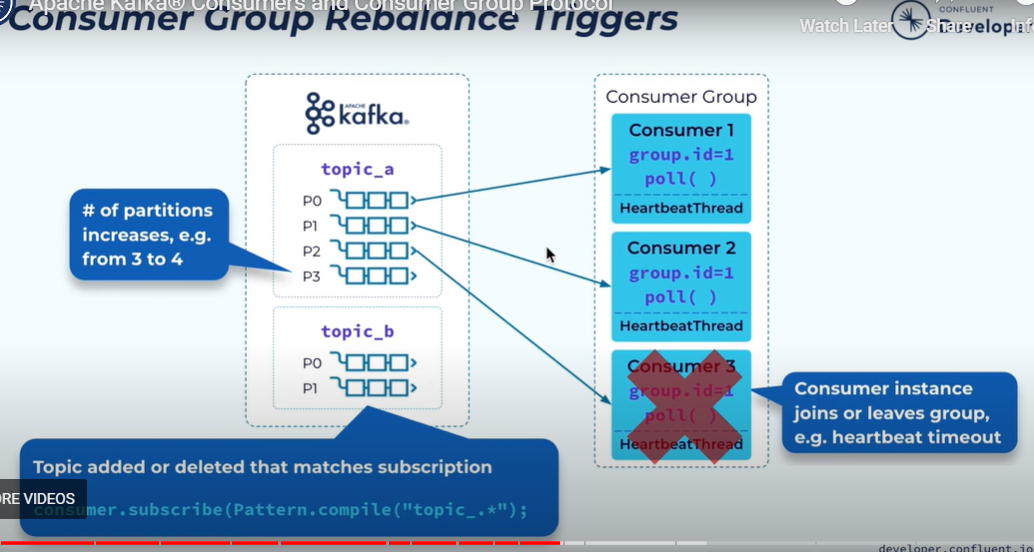 Apache Kafka® Consumers and Consumer Group Protocol
Consumer Group Rebalance Triggers
Watch Later
Share
CONFLUENT
Developer
APACHE
kafka®
topic_a
P0
P1
P2
P3
# of partitions
increases, e.g.
from 3 to 4
topic_b
P0
P1
Topic added or deleted that matches subscription
consumer.subscribe(Pattern.compile("topic_.*");
ORE VIDEOS
Consumer Group
Consumer 1
group.id=1
poll( )
HeartbeatThread
Consumer 2
group.id=1
poll( )
HeartbeatThread
Consumer 3
group.id=1
poll( )
HeartbeatThread
Consumer instance
joins or leaves group,
e.g. heartbeat timeout
developer.confluent.io